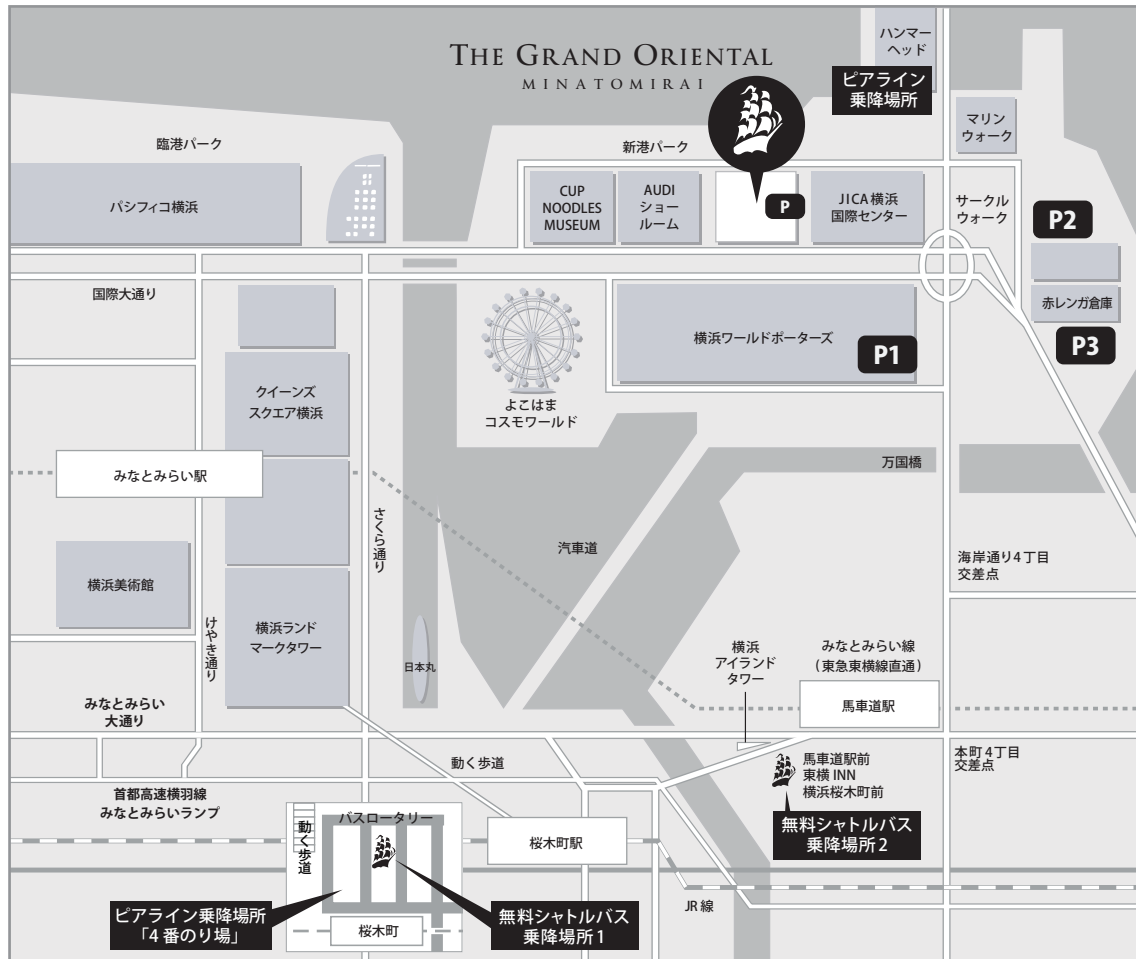 THE GRAND ORIENTAL
MINATOMIRAI
ハンマー
ヘッド
ピアライン
乗降場所
マリン
ウォーク
臨港パーク
新港パーク
パシフィコ横浜
CUP
NOODLES
MUSEUM
AUDI
ショー
ルーム
P
JICA横浜
国際センター
サークル
ウォーク
P2
国際大通り
赤レンガ倉庫
横浜ワールドポーターズ
P1
P3
クイーンズ
スクエア横浜
よこはま
コスモワールド
みなとみらい駅
万国橋
さくら通り
汽車道
横浜美術館
海岸通り4丁目
交差点
けやき通り
横浜ランド
マークタワー
日本丸
横浜
アイランド
タワー
みなとみらい線
(東急東横線直通)
馬車道駅
みなとみらい
大通り
動く歩道
本町4丁目
交差点
馬車道駅前
東横INN
横浜桜木町前
首都高速横羽線
みなとみらいランプ
無料シャトルバス
乗降場所2
動く歩道
バスロータリー
桜木町駅
ピアライン乗降場所
「4番のり場」
無料シャトルバス
乗降場所1
桜木町
JR線